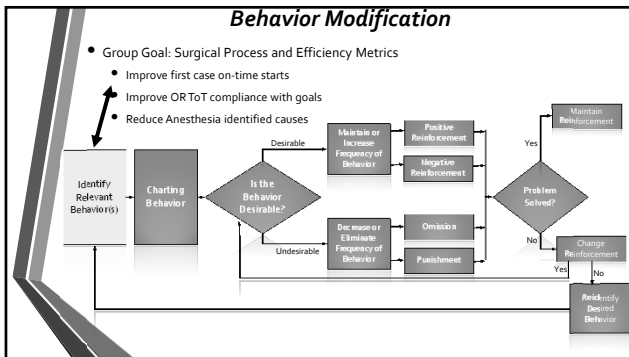 Behavior Modification
• Group Goal: Surgical Process and Efficiency Metrics
• Improve first case on-time starts
• Improve OR ToT compliance with goals
• Reduce Anesthesia identified causes
Identify
Relevant
Behavior(s)
Charting
Behavior
Is the
Behavior
Desirable?
Desirable
Undesirable
Maintain or
Increase
Frequency of
Behavior
Decrease or
Eliminate
Frequency of
Behavior
Positive
Reinforcement
Negative
Reinforcement
Omission
Punishment
Problem
Solved?
Yes
No
Maintain
Reinforcement
Change
Reinforcement
Yes
No
Reidentify
Desired
Behavior